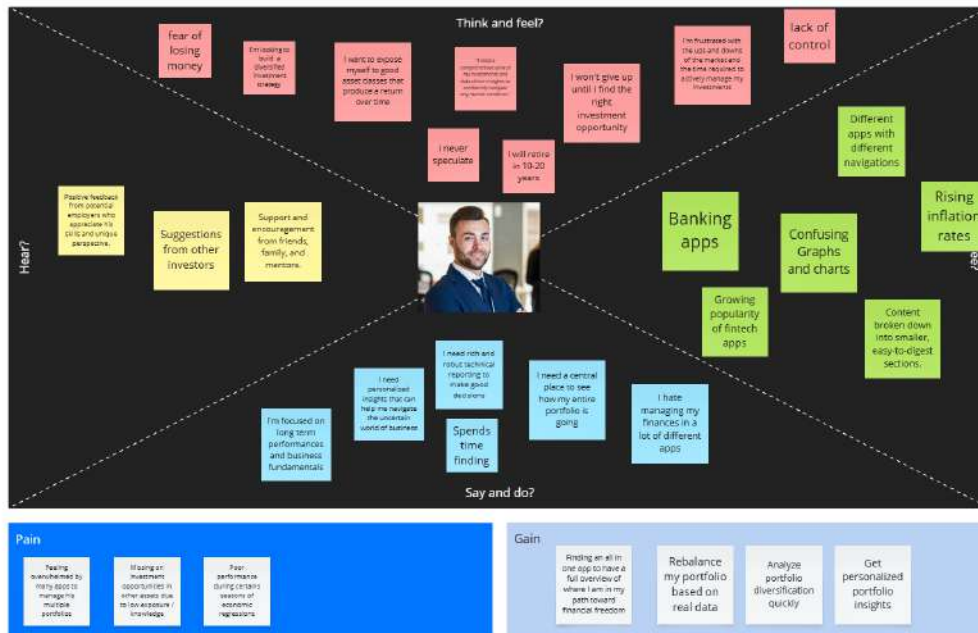 Think and feel?
fear of
losing
money
I'm looking to
build a
diversified
investment
strategy
I want to expose
myself to good
asset classes that
produce a return
over time
I won't give up
until I find the
right
investment
opportunity
I'm frustrated with
the ups and downs
of the market and
the time required to
actively manage my
investments
lack of
control
I never
speculate
I will retire
in 10-20
years
Hear?
Positive feedback
from potential
employers who
appreciate his
skills and unique
perspective.
Suggestions
from other
investors
Support and
encouragement
from friends,
family, and
mentors.
Different
apps with
different
navigations
Banking
apps
Confusing
Graphs
and charts
Rising
inflation
rates
Growing
popularity
of fintech
apps
Content
broken down
into smaller,
easy-to-digest
sections.
I'm focused on
long term
performances
and business
fundamentals
I need
personalized
insights that can
help me navigate
the uncertain
world of business
I need rich and
robut technical
reporting to
make good
decisions
Spends
time
finding
I need a central
place to see
how my entire
portfolio is
going
I hate
managing my
finances in a
lot of different
apps
Say and do?
Pain
Feeling
overwhelmed by
many apps to
manage his
multiple
portfolios
Missing an
investment
opportunities in
other assets due
to low exposure /
knowledge
Poor
performance
during certains
seasons of
economic
regressions
Gain
Finding an all in
one app to have a
full overview of
where I am in my
path toward
financial freedom
Rebalance
my portfolio
based on
real data
Analyze
portfolio
diversification
quickly
Get
personalized
portfolio
insights